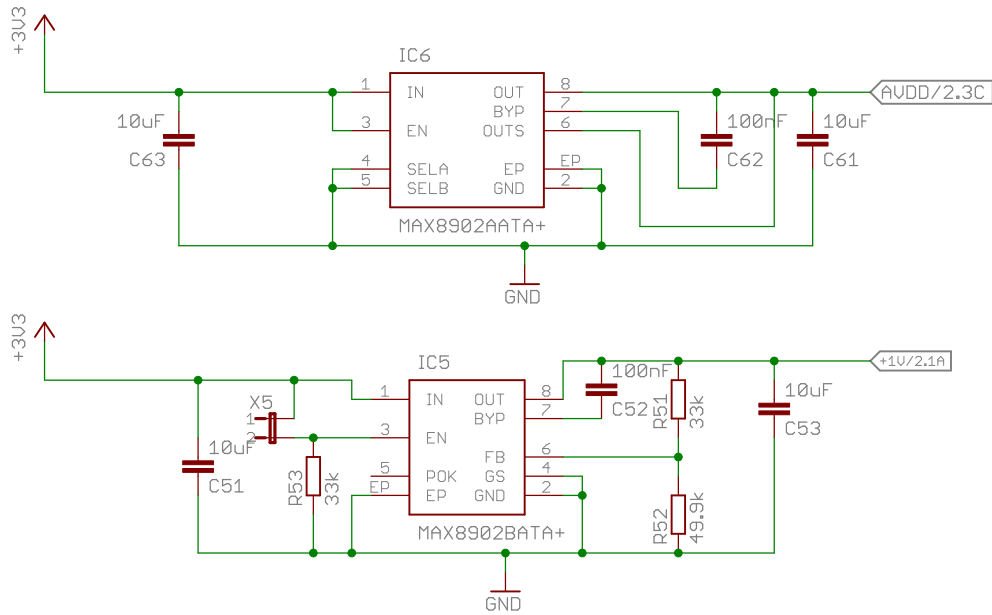 +3V3
IC6
1 IN OUT 8
BYP 7
3 EN OUTS 6
4 SELA EP EP
5 SELB GND 2
MAX8902AATA+
10uF
C63
100nF
C62
10uF
C61
AVDD/2.3C
GND
+3V3
IC5
1 IN OUT 8
BYP 7
3 EN
FB 6
5 POK GS 4
EP EP GND 2
MAX8902BATA+
X5
1
2
10uF
C51
R53
33k
100nF
C52
R51
33k
R52
49.9k
10uF
C53
+1V/2.1A
GND